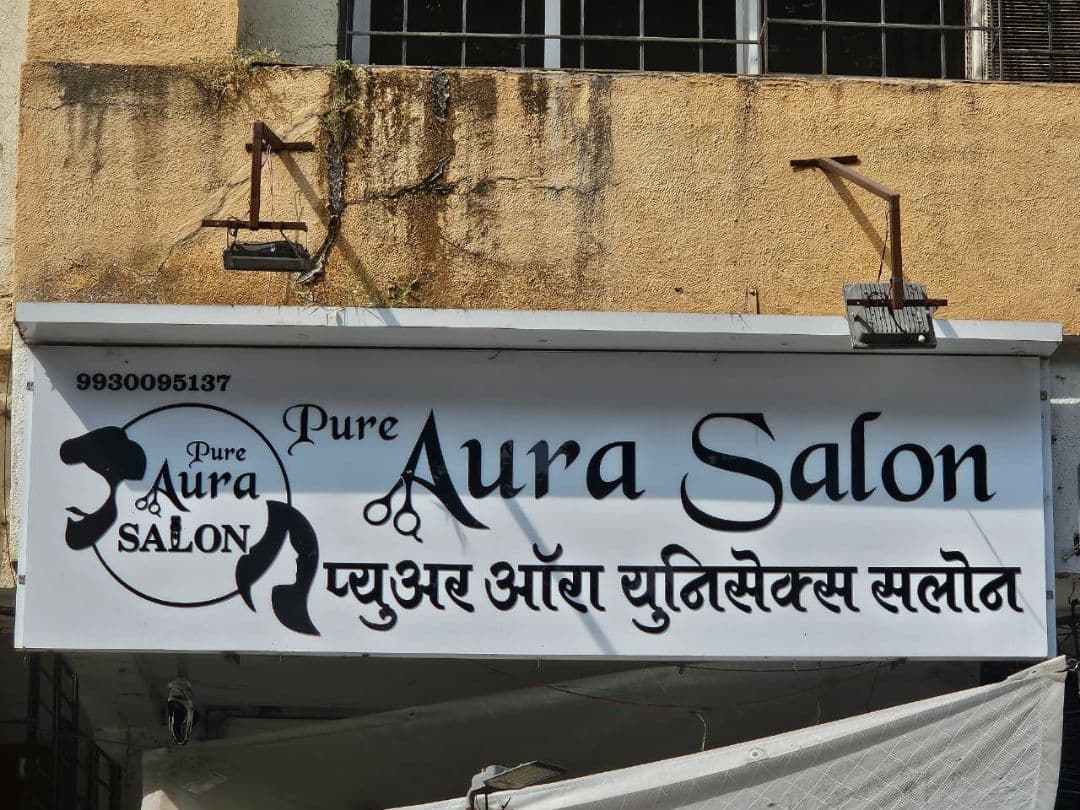 9930095137
Pure
Aura
SALON
Pure Aura Salon
प्युअर ऑरा युनिसेक्स सलोन